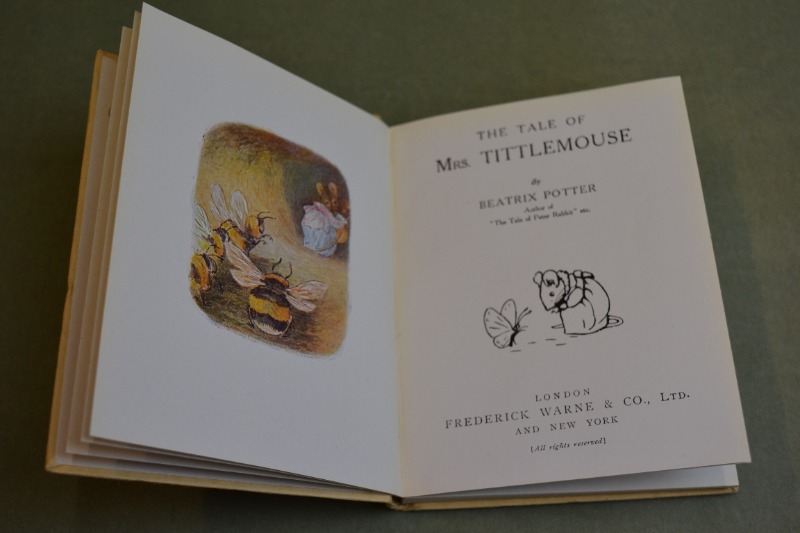 THE TALE OF
MRS. TITTLEMOUSE
By
BEATRIX POTTER
Author of
"The Tale of Peter Rabbit" etc.
LONDON
FREDERICK WARNE & CO., LTD.
AND NEW YORK
[All rights reserved]